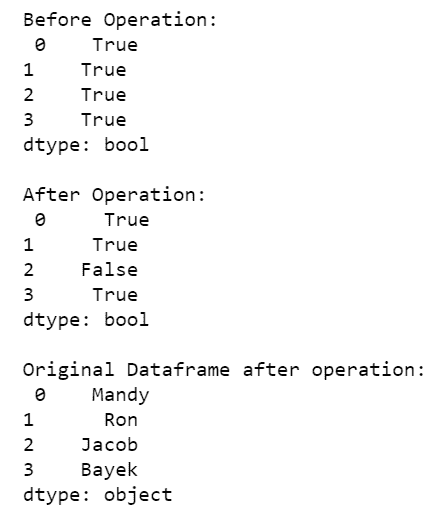 Before Operation:
 0     True
1    True
2    True
3    True
dtype: bool

After Operation:
 0      True
1     True
2    False
3     True
dtype: bool

Original Dataframe after operation:
 0    Mandy
1      Ron
2    Jacob
3    Bayek
dtype: object